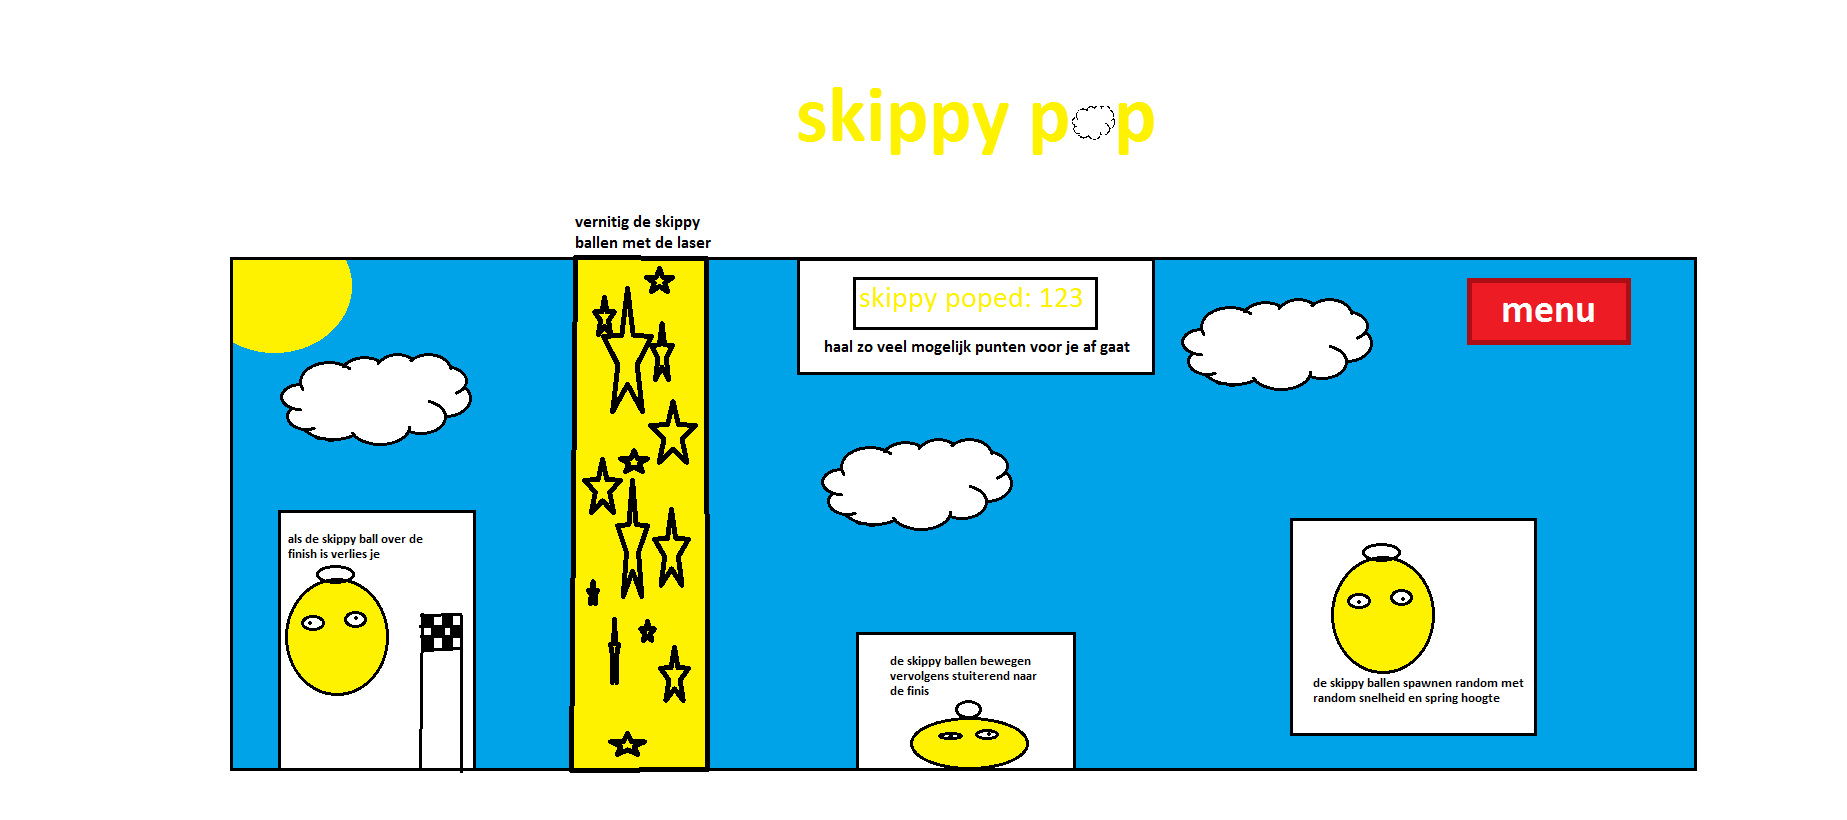 skippy pop
vernitig de skippy
ballen met de laser
skippy poped: 123
haal zo veel mogelijk punten voor je af gaat
menu
als de skippy ball over de
finish is verlies je
de skippy ballen bewegen
vervolgens stuiterend naar
de finis
de skippy ballen spawnen random met
random snelheid en spring hoogte